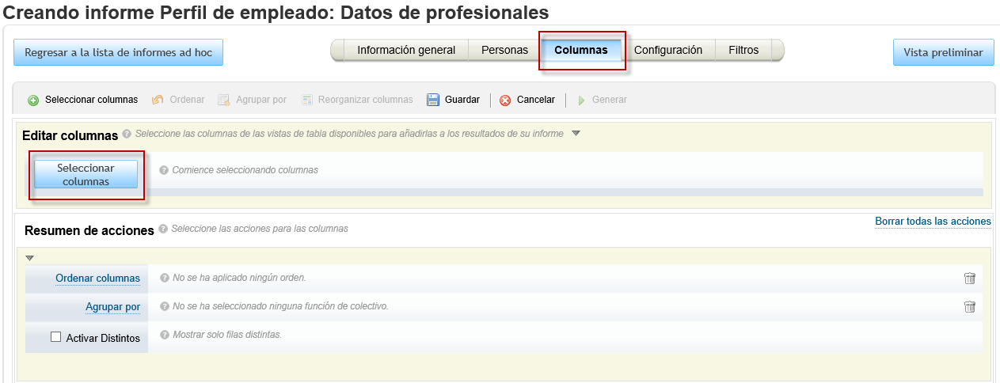 Creando informe Perfil de empleado: Datos de profesionales
Regresar a la lista de informes ad hoc
Información general Personas Columnas Configuración Filtros
Vista preliminar
Seleccionar columnas Ordenar Agrupar por Reorganizar columnas Guardar Cancelar Generar
Editar columnas ? Seleccione las columnas de las vistas de tabla disponibles para añadirlas a los resultados de su informe
Seleccionar
columnas
? Comience seleccionando columnas
Borrar todas las acciones
Resumen de acciones ? Seleccione las acciones para las columnas
Ordenar columnas ? No se ha aplicado ningún orden.
Agrupar por ? No se ha seleccionado ninguna función de colectivo.
Activar Distintos ? Mostrar solo filas distintas.